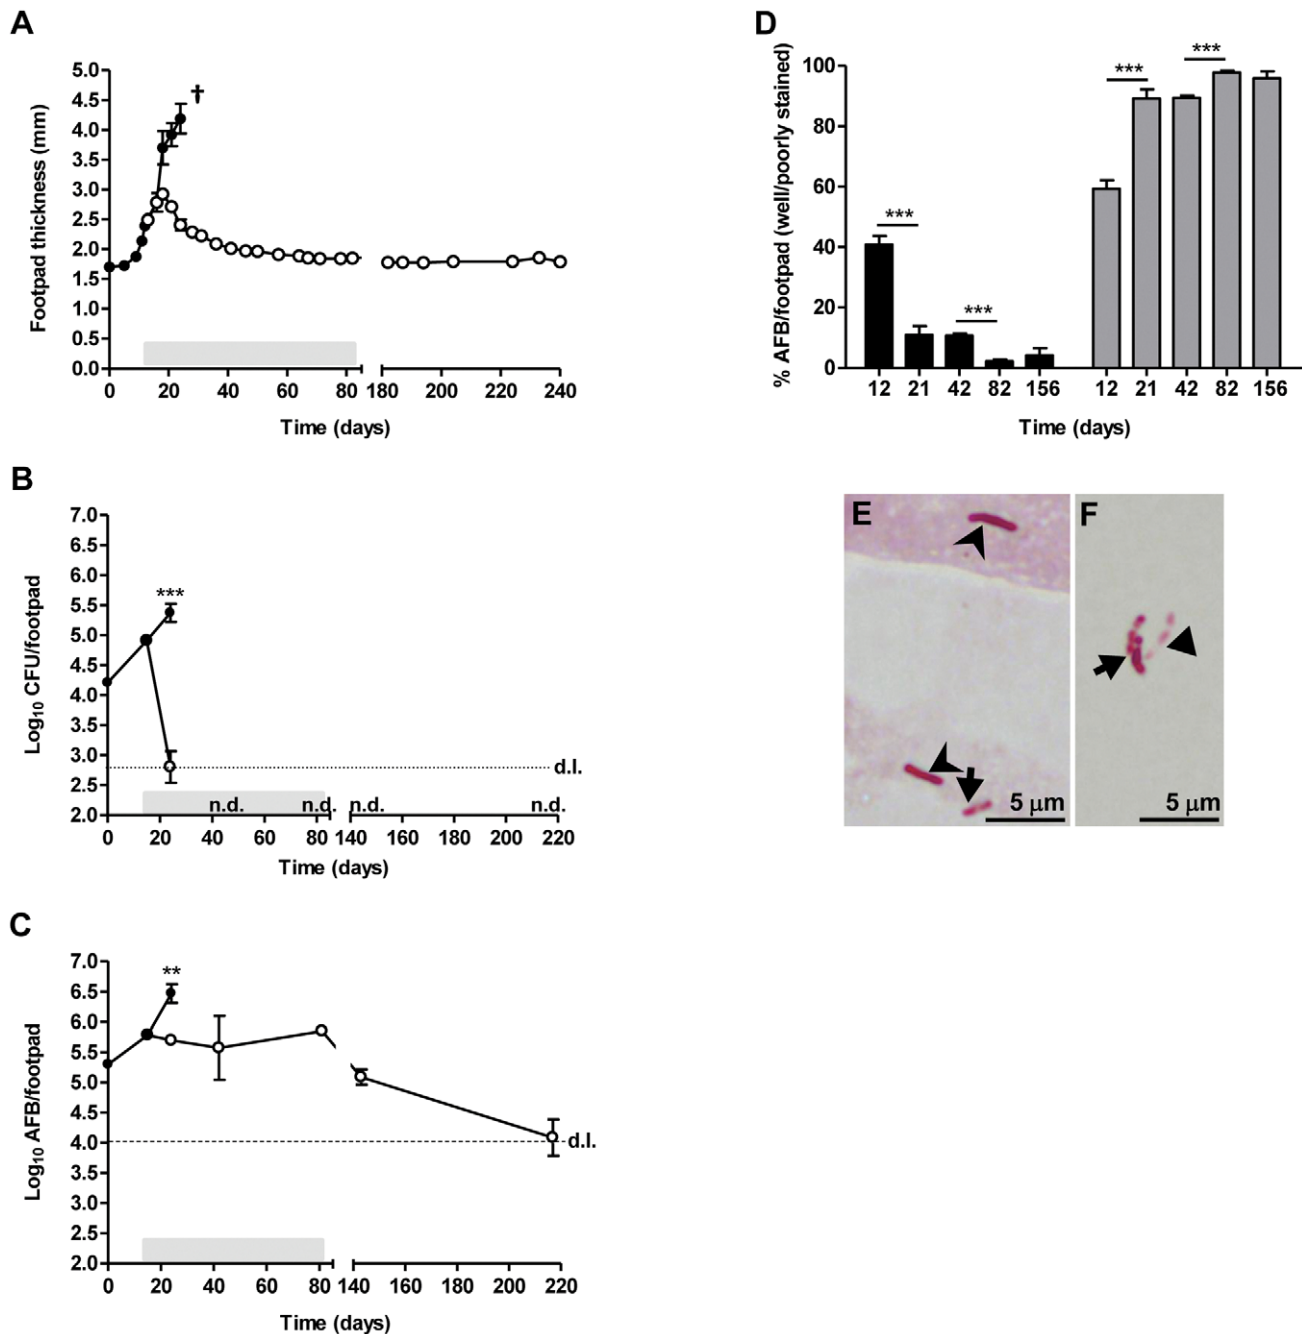 A
Footpad thickness (mm)
5.0
4.5
4.0
3.5
3.0
2.5
2.0
1.5
1.0
0.5
0.0
†
0 20 40 60 80 180 200 220 240
Time (days)
B
Log10 CFU/footpad
7.0
6.5
6.0
5.5
5.0
4.5
4.0
3.5
3.0
2.5
2.0
***
d.l.
n.d. n.d. n.d. n.d.
0 20 40 60 80 140 160 180 200 220
Time (days)
C
Log10 AFB/footpad
7.0
6.5
6.0
5.5
5.0
4.5
4.0
3.5
3.0
2.5
2.0
**
d.l.
0 20 40 60 80 140 160 180 200 220
Time (days)
D
% AFB/footpad (well/poorly stained)
100
80
60
40
20
0
*** *** *** ***
12 21 42 82 156 12 21 42 82 156
Time (days)
E
5 μm
F
5 μm